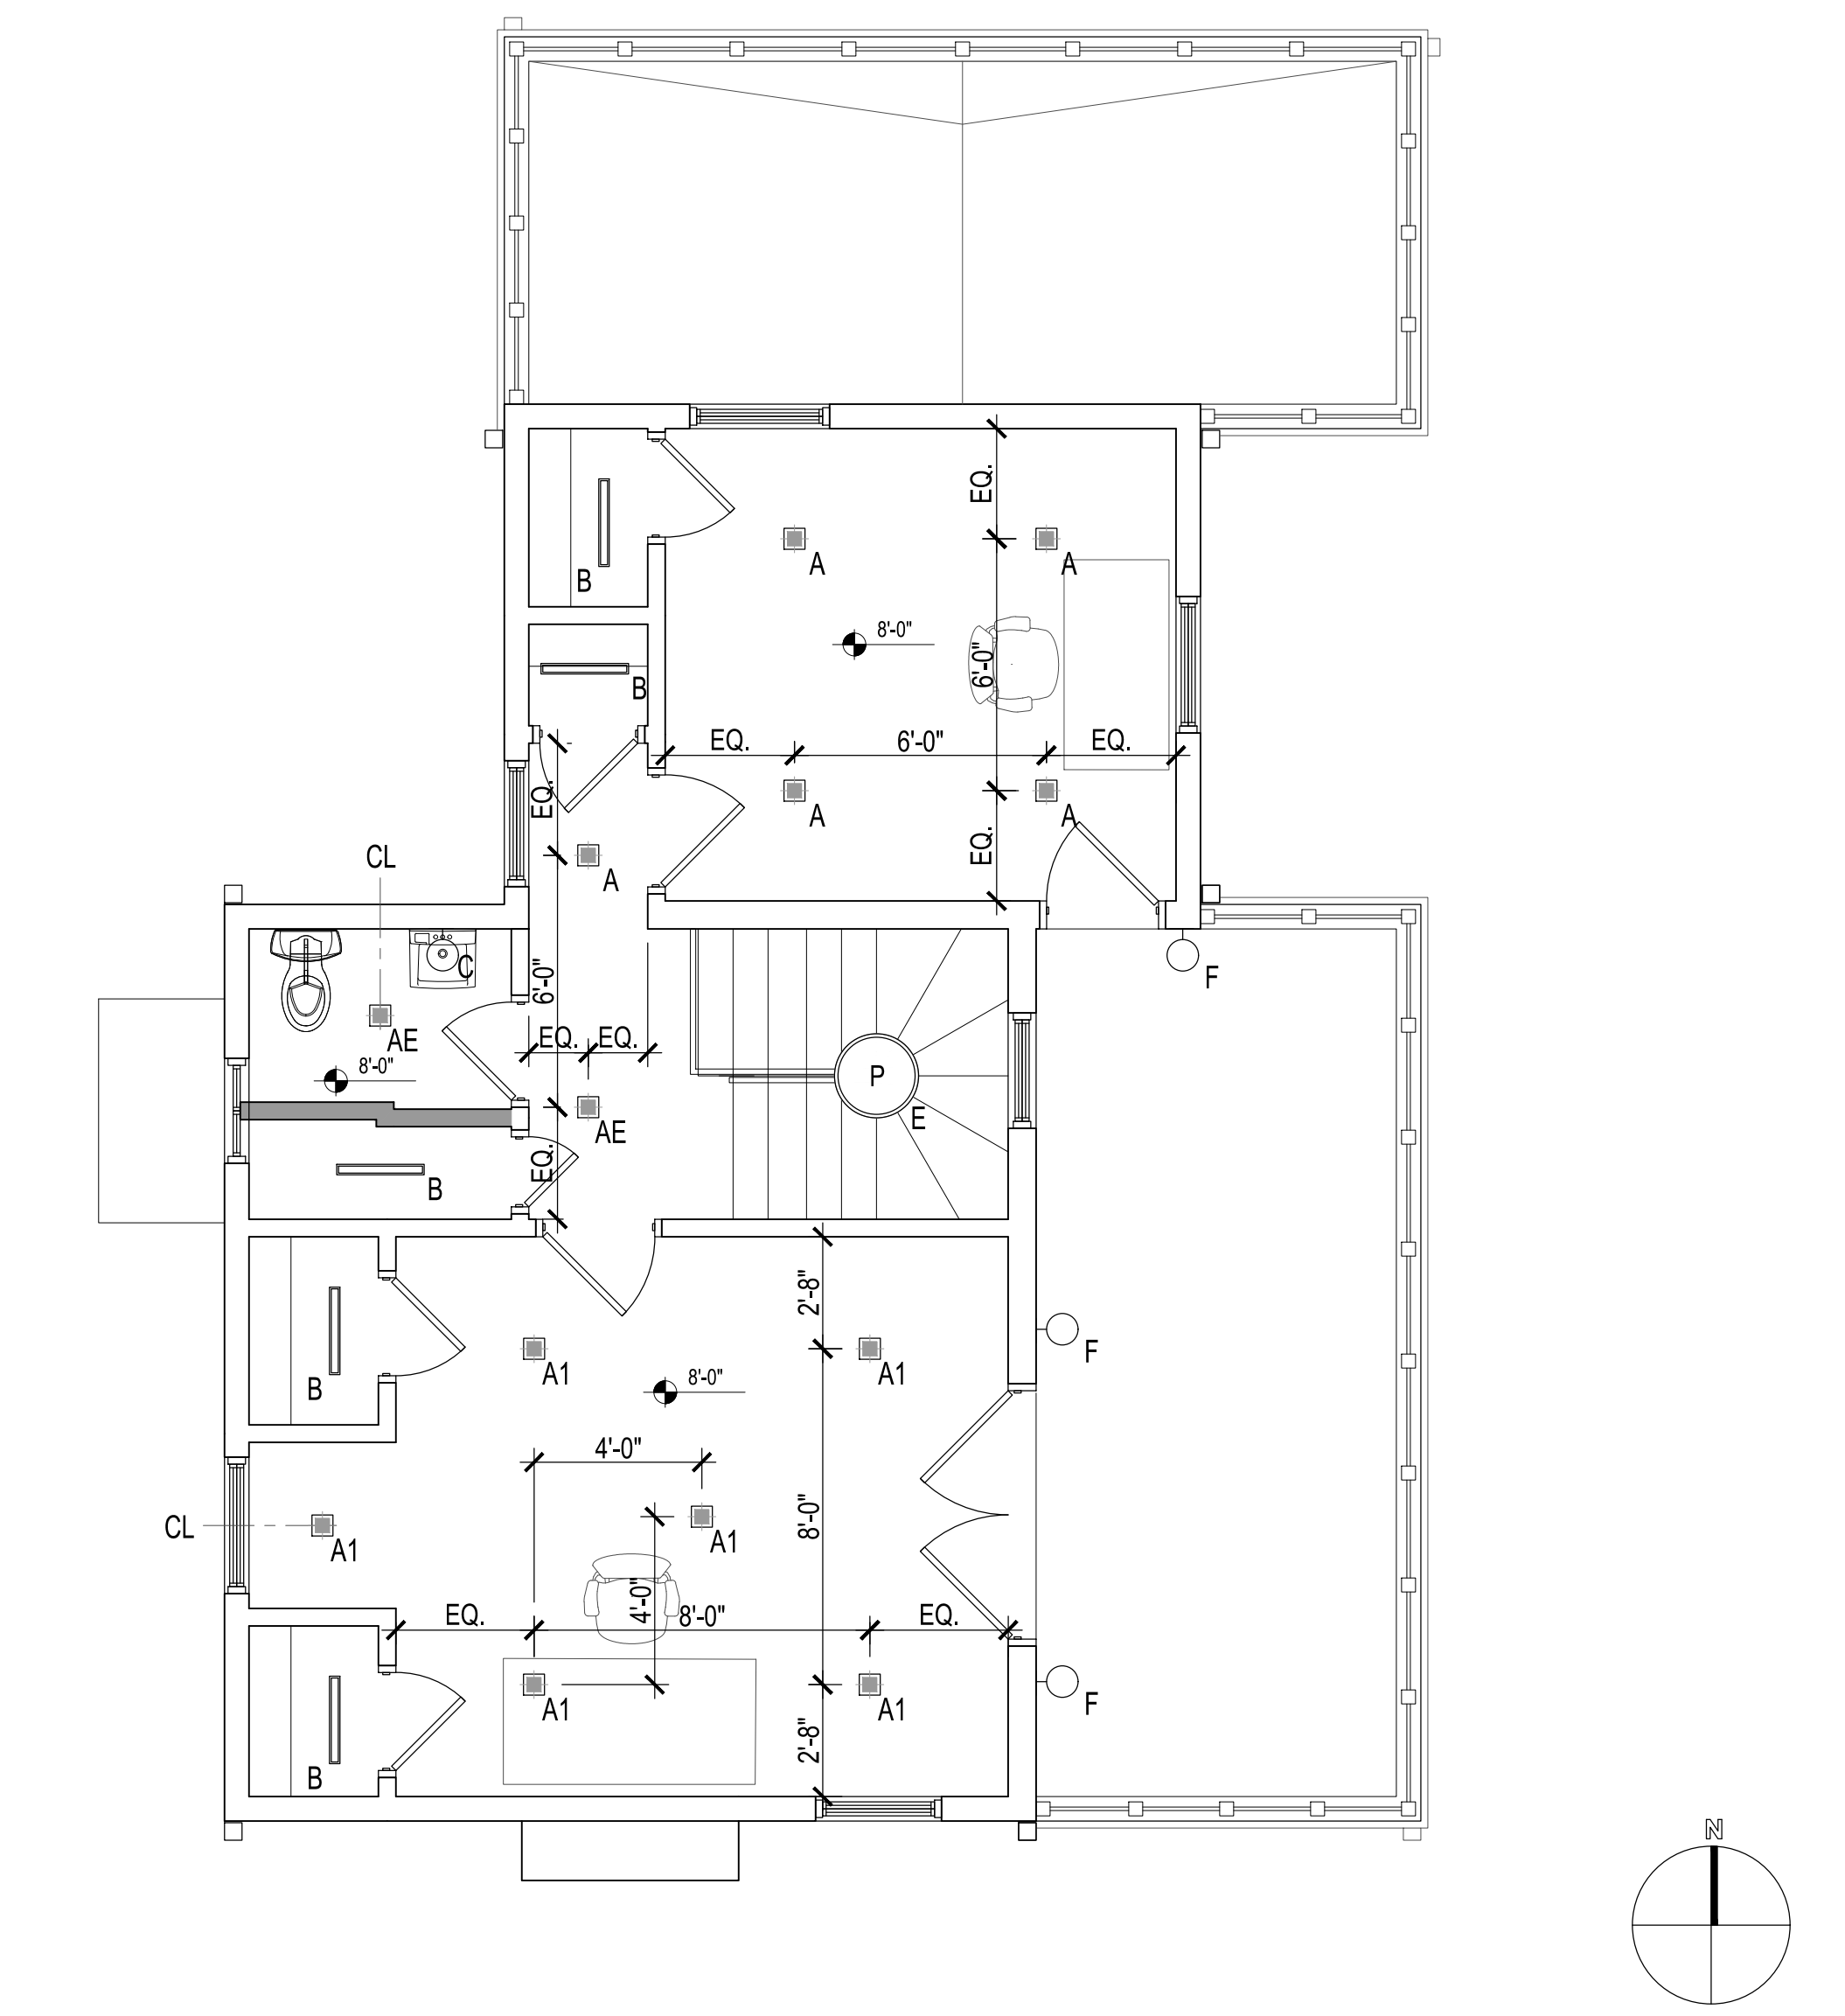 EQ.
A
A
B
8'-0"
6'-0"
B
EQ.
6'-0"
EQ.
EQ.
A
A
EQ.
CL
A
C
6'-0"
F
AE
EQ.
EQ.
8'-0"
P
E
AE
EQ.
B
2'-8"
F
A1
A1
8'-0"
B
4'-0"
8'-0"
CL
A1
A1
4'-0"
EQ.
8'-0"
EQ.
A1
A1
F
2'-8"
B
N